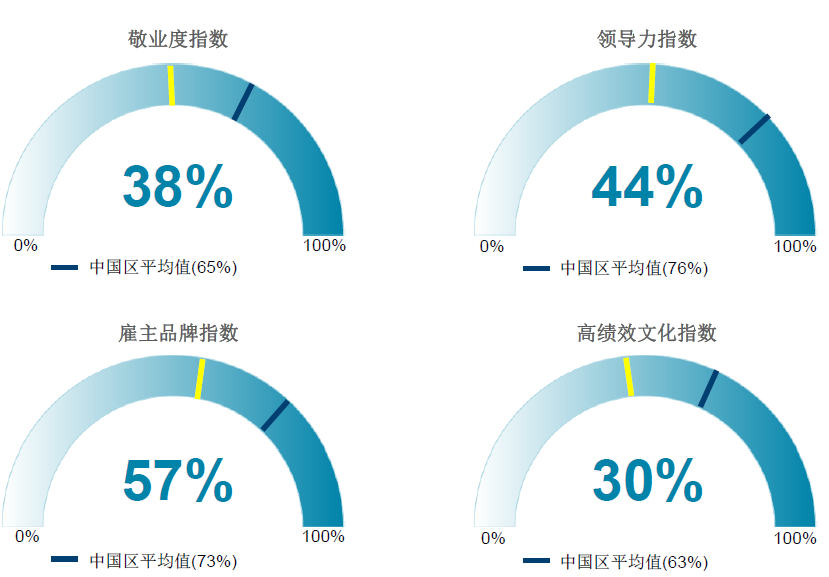 敬业度指数
38%
0%
100%
中国区平均值(65%)
领导力指数
44%
0%
100%
中国区平均值(76%)
雇主品牌指数
57%
0%
100%
中国区平均值(73%)
高绩效文化指数
30%
0%
100%
中国区平均值(63%)